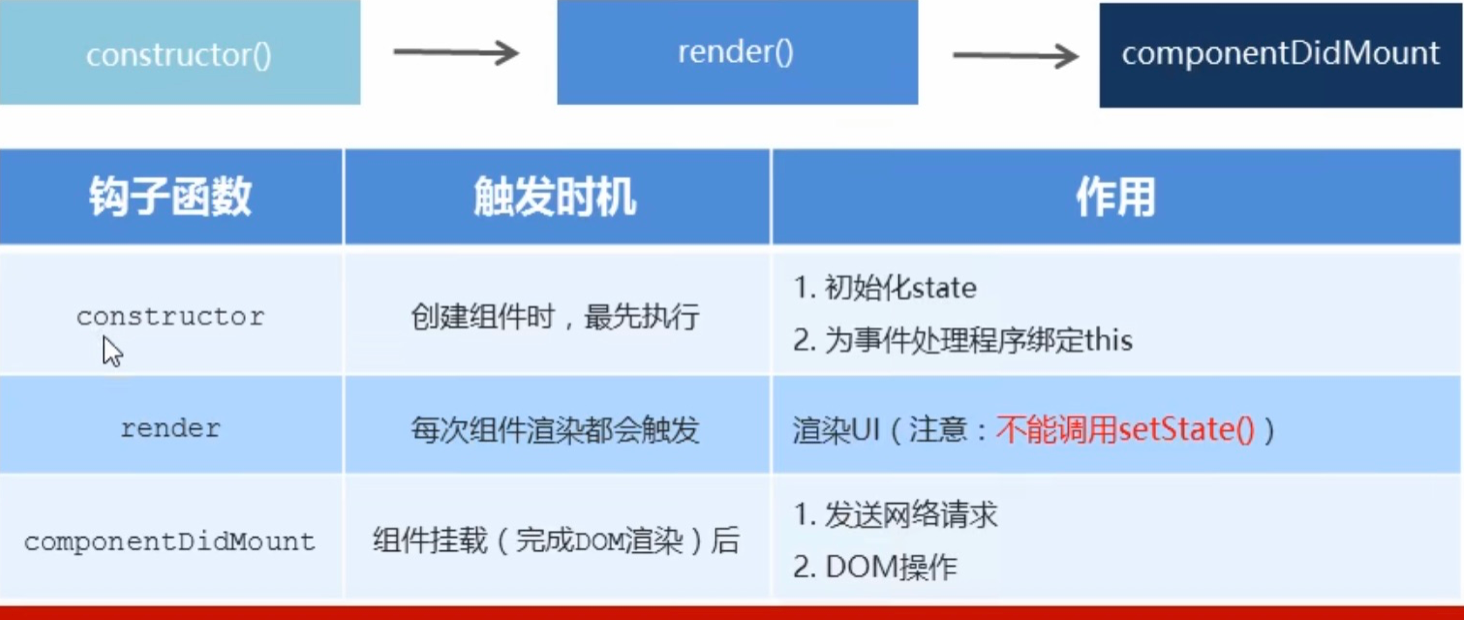 constructor()
render()
componentDidMount
钩子函数
触发时机
作用
constructor
创建组件时，最先执行
1. 初始化state
2. 为事件处理程序绑定this
render
每次组件渲染都会触发
渲染UI（注意：不能调用setState()）
componentDidMount
组件挂载（完成DOM渲染）后
1. 发送网络请求
2. DOM操作